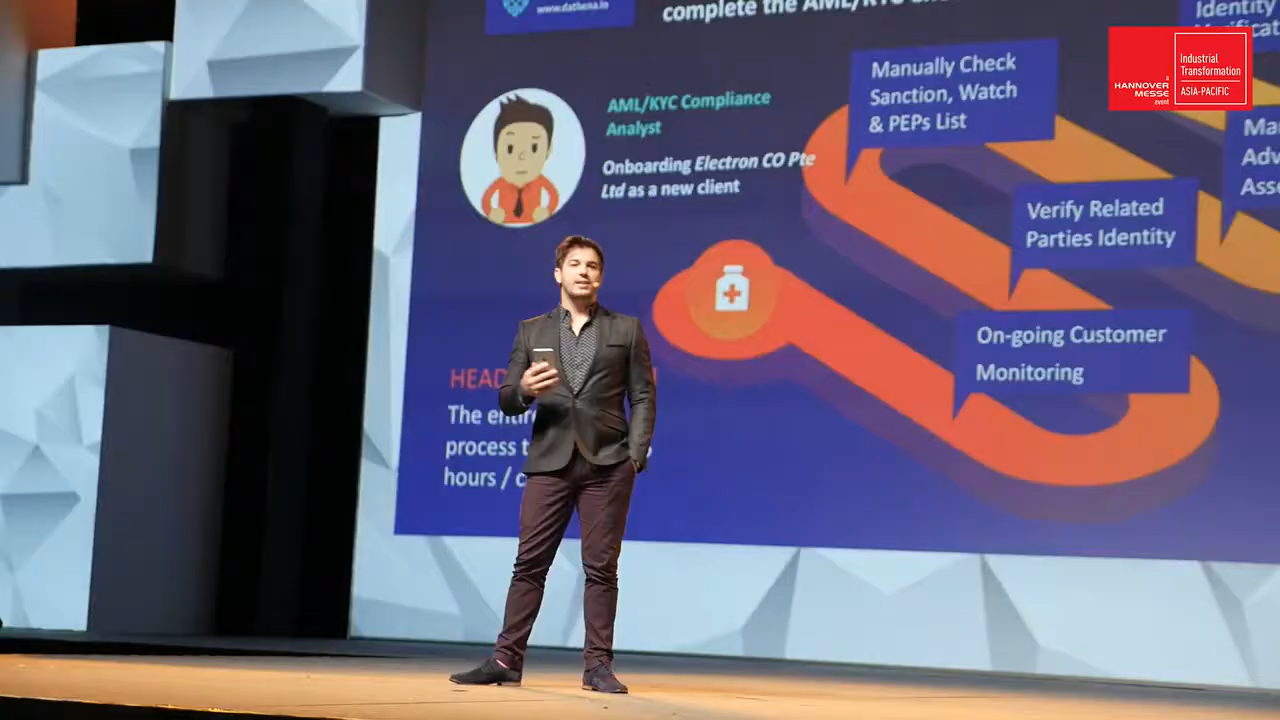 www.dathena.io
complete the AML/KYC
Identity
Manually Check
Sanction, Watch
& PEPs List
AML/KYC Compliance
Analyst
Onboarding Electron CO Pte
Ltd as a new client
Verify Related
Parties Identity
On-going Customer
Monitoring
The
process
hours /
a
HANNOVER
MESSE
event
Industrial
Transformation
ASIA-PACIFIC